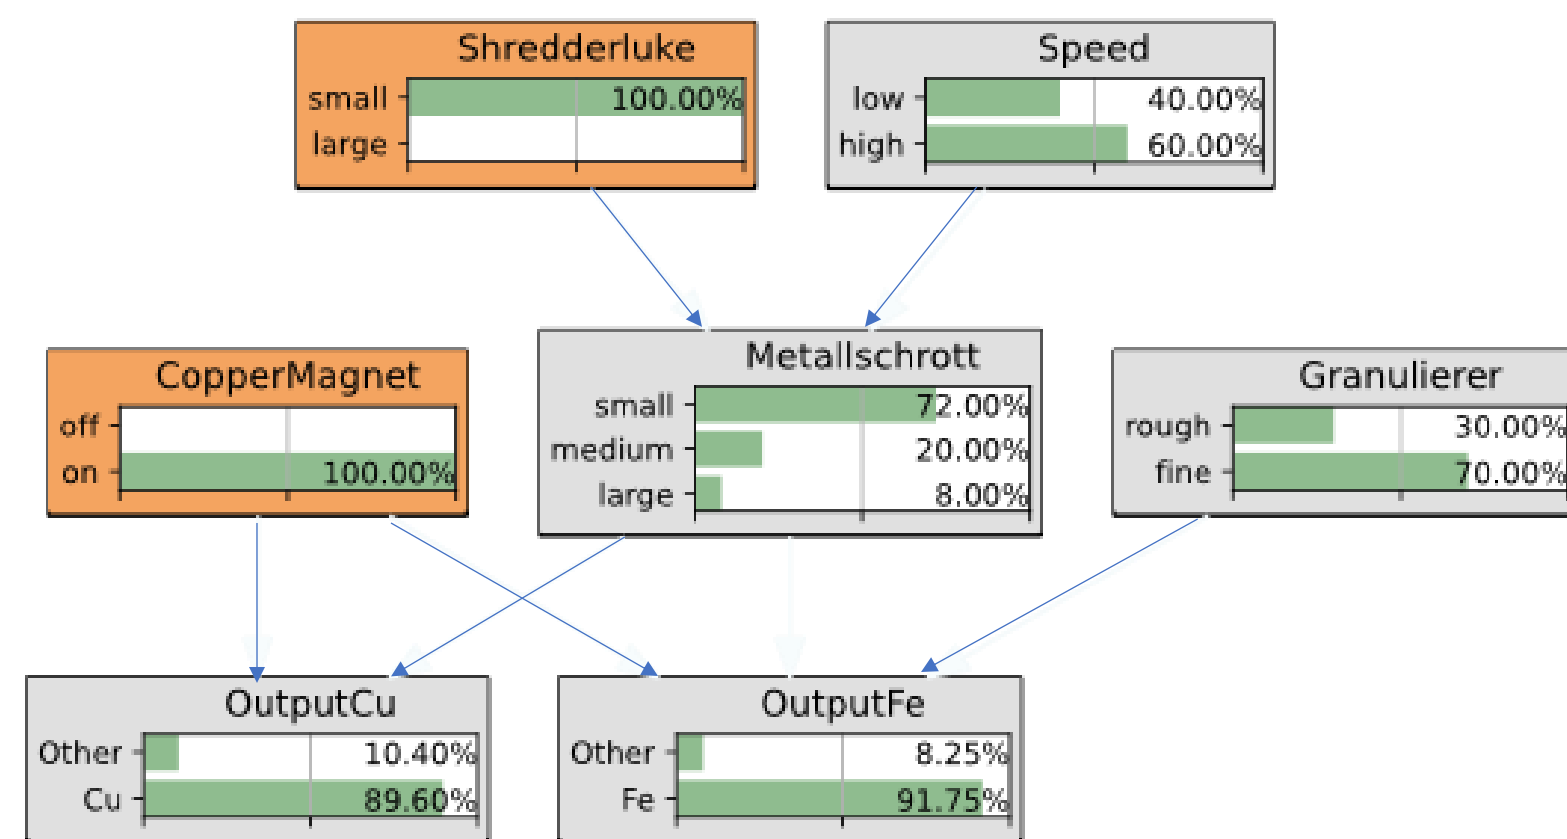 Shredderluke
small 100.00%
large
Speed
low 40.00%
high 60.00%
CopperMagnet
off
on 100.00%
Metallschrott
small 72.00%
medium 20.00%
large 8.00%
Granulierer
rough 30.00%
fine 70.00%
OutputCu
Other 10.40%
Cu 89.60%
OutputFe
Other 8.25%
Fe 91.75%